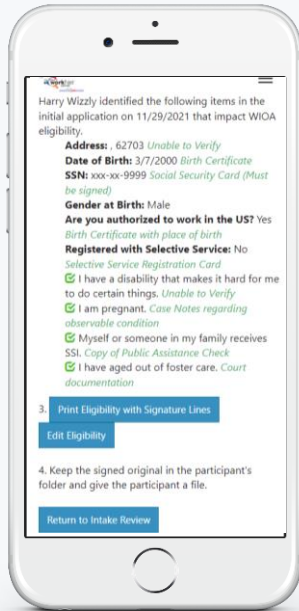 worknet
Harry Wizzly identified the following items in the
initial application on 11/29/2021 that impact WIOA
eligibility.
Address: , 62703 Unable to Verify
Date of Birth: 3/7/2000 Birth Certificate
SSN: xxx-xx-9999 Social Security Card (Must
be signed)
Gender at Birth: Male
Are you authorized to work in the US? Yes
Birth Certificate with place of birth
Registered with Selective Service: No
Selective Service Registration Card
I have a disability that makes it hard for me
to do certain things. Unable to Verify
I am pregnant. Case Notes regarding
observable condition
Myself or someone in my family receives
SSI. Copy of Public Assistance Check
I have aged out of foster care. Court
documentation
3. Print Eligibility with Signature Lines
Edit Eligibility
4. Keep the signed original in the participant's
folder and give the participant a file.
Return to Intake Review